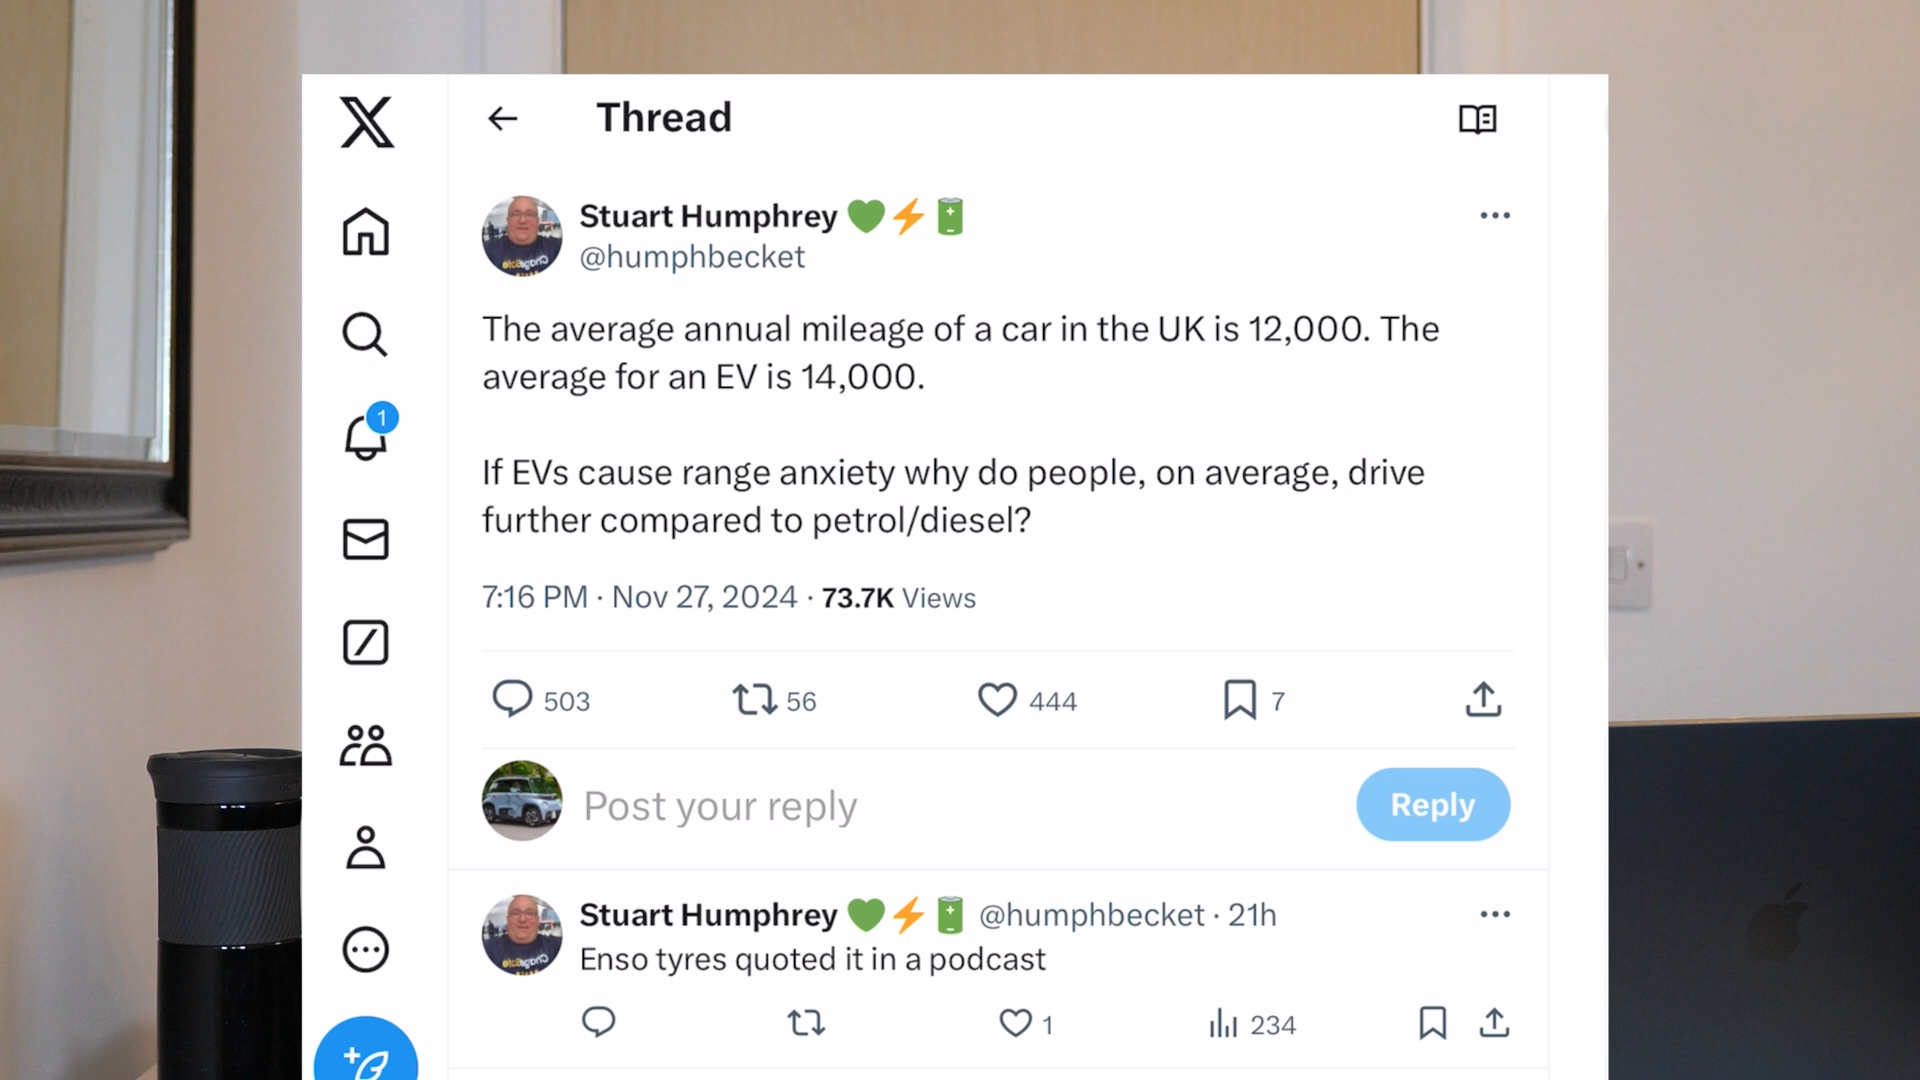 Thread
Stuart Humphrey 💚⚡🔋
@humphbecket
The average annual mileage of a car in the UK is 12,000. The
average for an EV is 14,000.
If EVs cause range anxiety why do people, on average, drive
further compared to petrol/diesel?
7:16 PM · Nov 27, 2024 · 73.7K Views
503 56 444 7
1
Post your reply
Reply
Stuart Humphrey 💚⚡🔋 @humphbecket · 21h
Enso tyres quoted it in a podcast
1 234